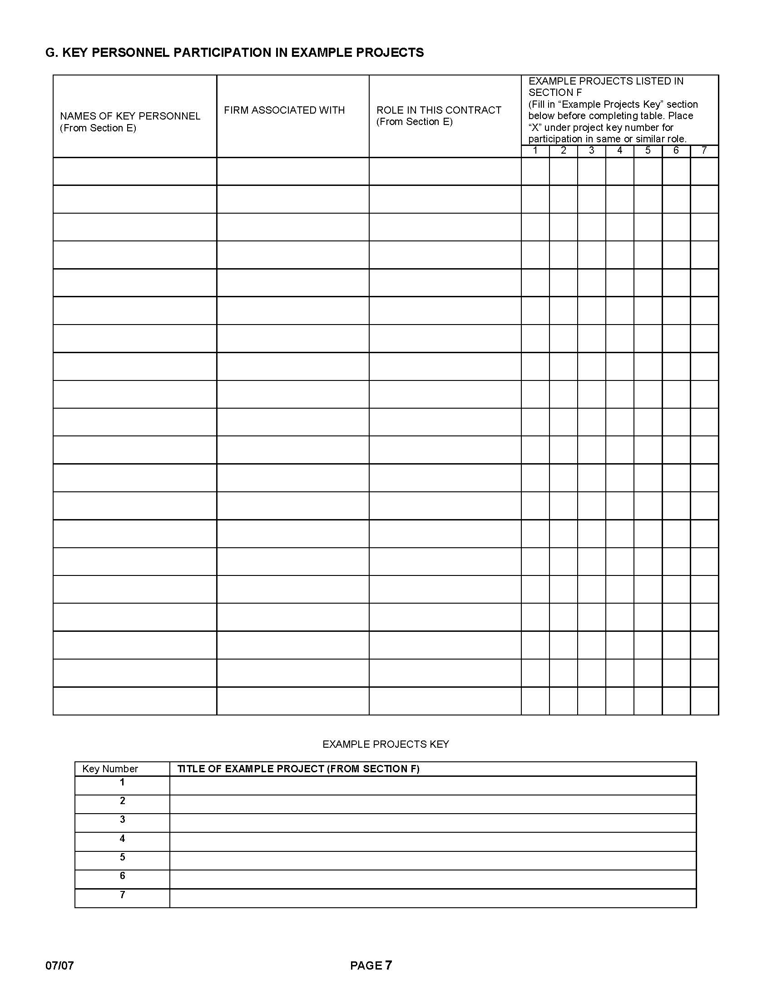 G. KEY PERSONNEL PARTICIPATION IN EXAMPLE PROJECTS
NAMES OF KEY PERSONNEL
(From Section E)
FIRM ASSOCIATED WITH
ROLE IN THIS CONTRACT
(From Section E)
EXAMPLE PROJECTS LISTED IN
SECTION F
(Fill in “Example Projects Key” section
below before completing table. Place
“X” under project key number for
participation in same or similar role.
1 2 3 4 5 6 7
EXAMPLE PROJECTS KEY
Key Number TITLE OF EXAMPLE PROJECT (FROM SECTION F)
1
2
3
4
5
6
7
07/07 PAGE 7